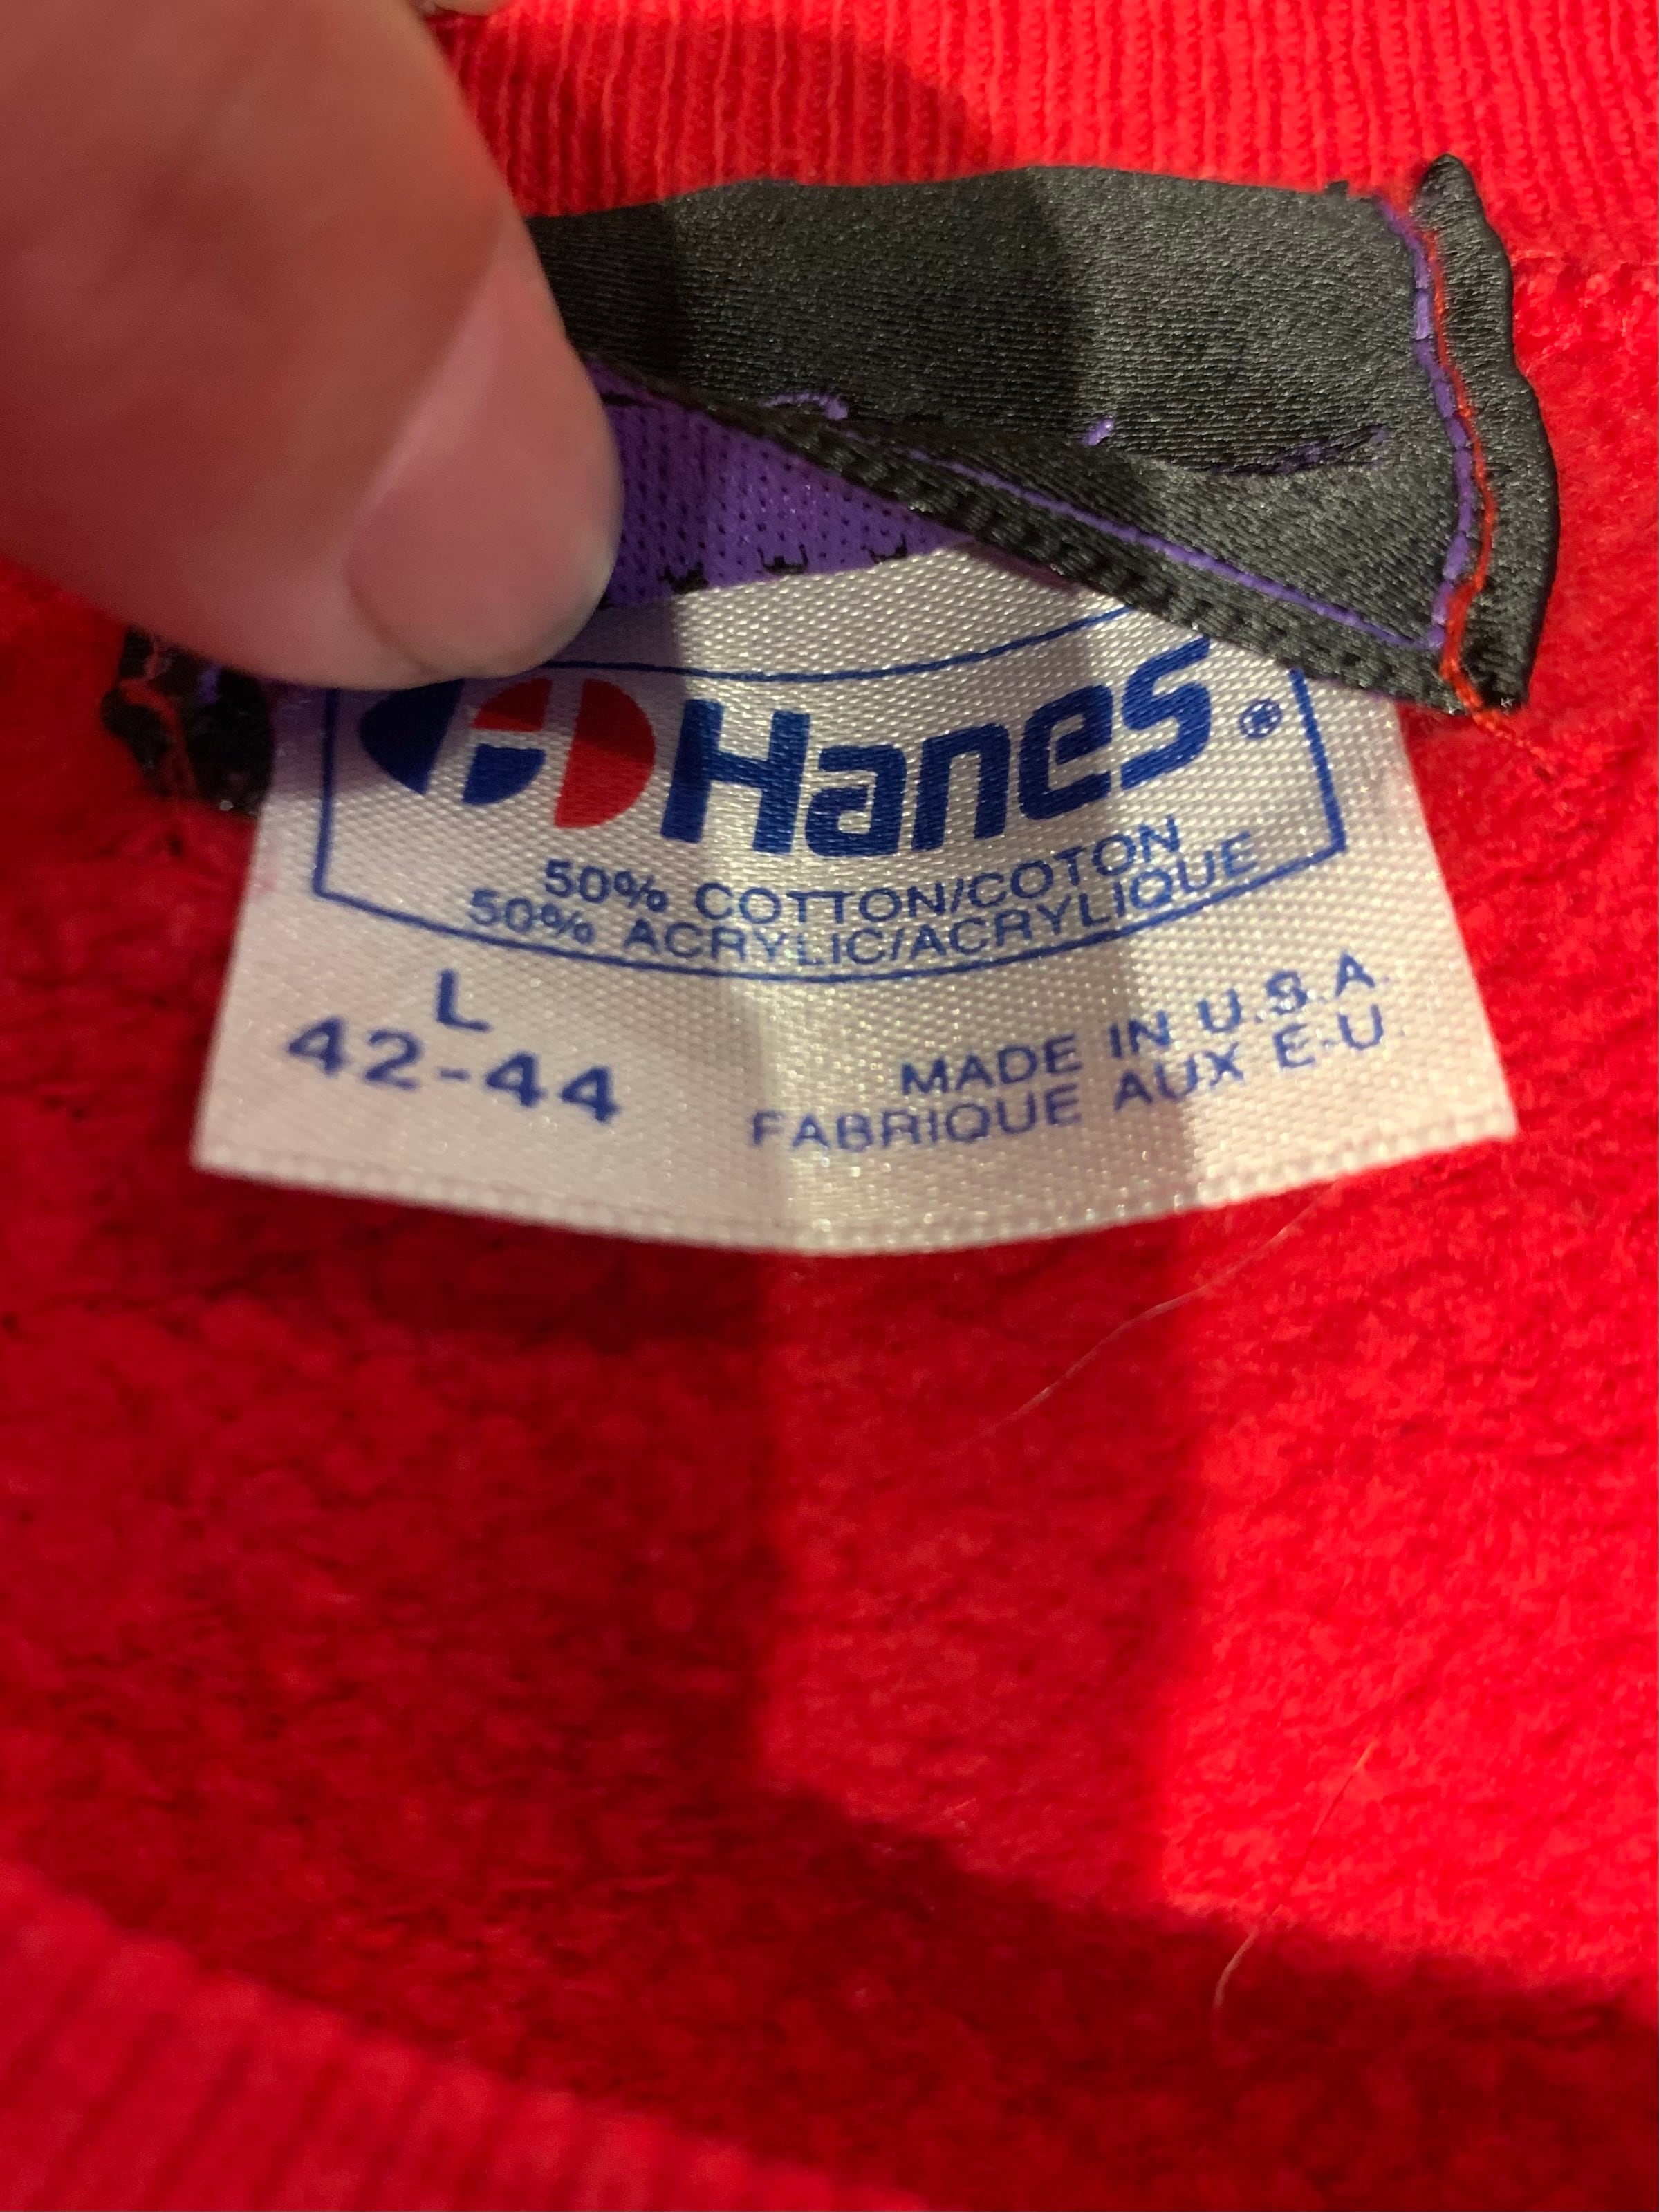 Hanes®
50% COTTON/COTON
50% ACRYLIC/ACRYLIQUE
L
42-44
MADE IN U.S.A.
FABRIQUE AUX E-U.